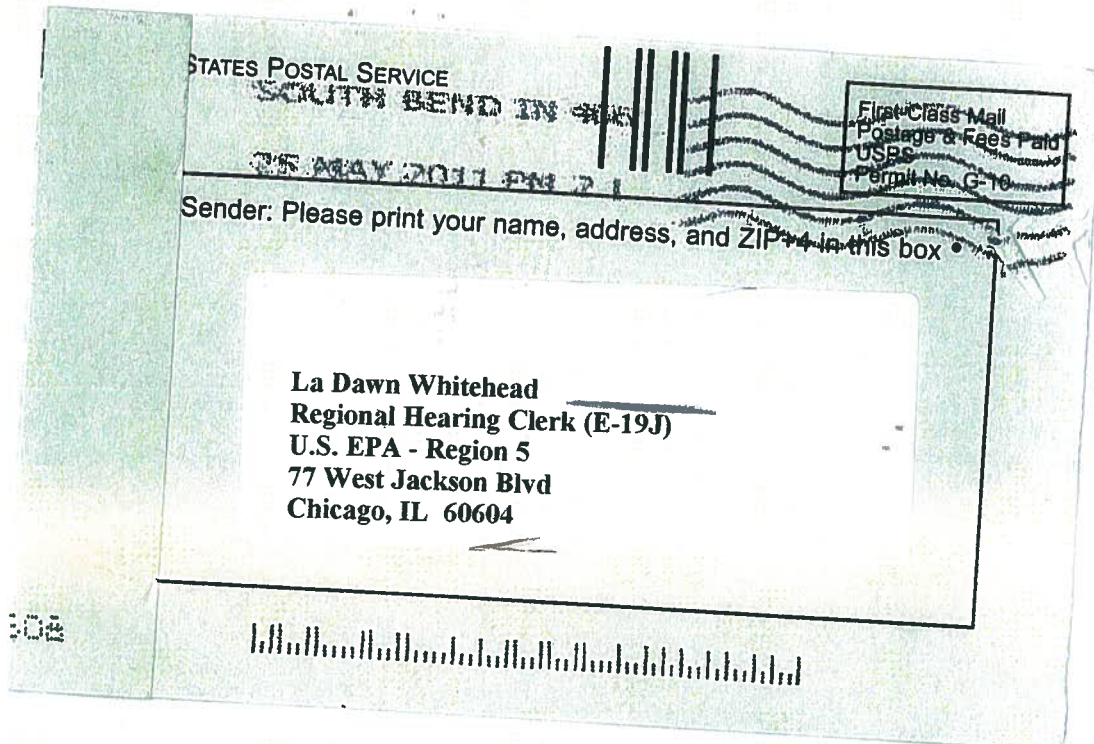 STATES POSTAL SERVICE
SOUTH BEND IN
25 MAY 2011 PM
First-Class Mail
Postage & Fees Paid
USPS
Permit No. G-10
Sender: Please print your name, address, and ZIP+4 in this box •
La Dawn Whitehead
Regional Hearing Clerk (E-19J)
U.S. EPA - Region 5
77 West Jackson Blvd
Chicago, IL 60604